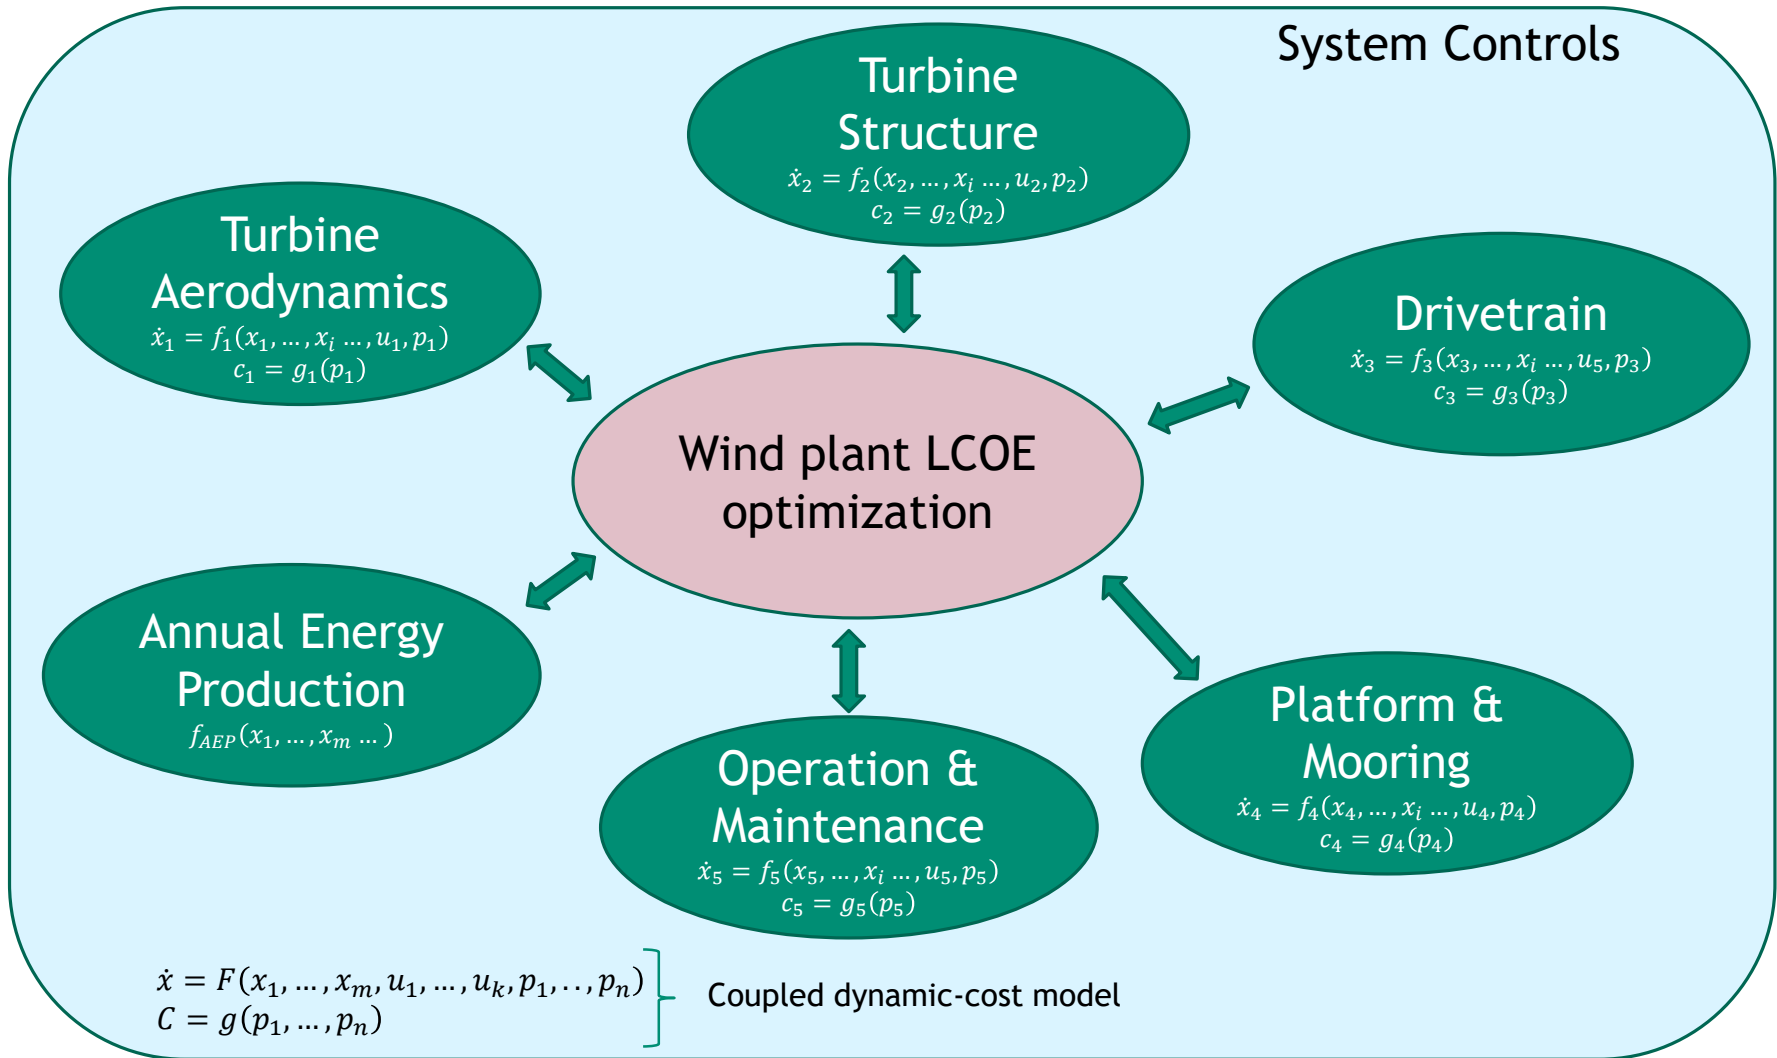 System Controls
Turbine
Structure
ẋ₂ = f₂(x₂, …, xᵢ …, u₂, p₂)
c₂ = g₂(p₂)
Turbine
Aerodynamics
ẋ₁ = f₁(x₁, …, xᵢ …, u₁, p₁)
c₁ = g₁(p₁)
Drivetrain
ẋ₃ = f₃(x₃, …, xᵢ …, u₅, p₃)
c₃ = g₃(p₃)
Wind plant LCOE
optimization
Annual Energy
Production
f_{AEP}(x₁, …, xₘ …)
Operation &
Maintenance
ẋ₅ = f₅(x₅, …, xᵢ …, u₅, p₅)
c₅ = g₅(p₅)
Platform &
Mooring
ẋ₄ = f₄(x₄, …, xᵢ …, u₄, p₄)
c₄ = g₄(p₄)
ẋ = F(x₁, …, xₘ, u₁, …, uₖ, p₁, . . , pₙ)
C = g(p₁, …, pₙ)
Coupled dynamic-cost model